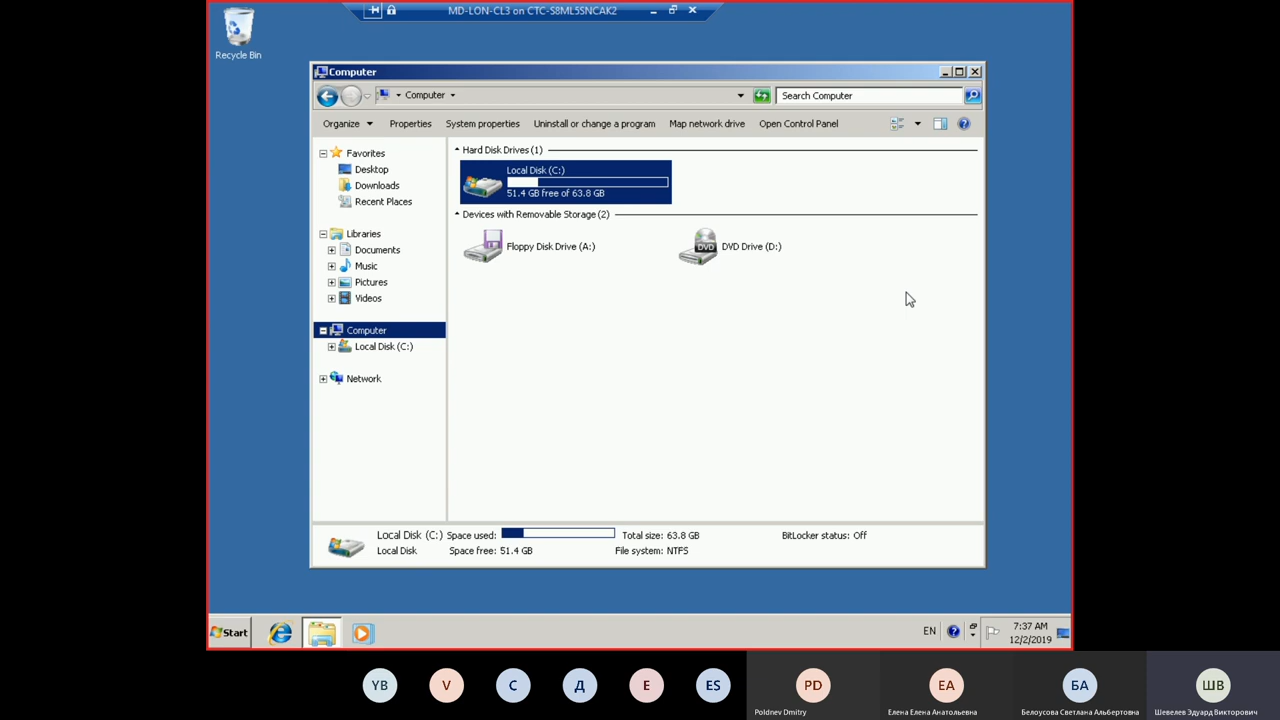 MD-LON-CL3 on CTC-S8ML5SNCAK2
Recycle Bin
Computer
Computer
Search Computer
Organize Properties System properties Uninstall or change a program Map network drive Open Control Panel
Favorites
Desktop
Downloads
Recent Places
Libraries
Documents
Music
Pictures
Videos
Computer
Local Disk (C:)
Network
Hard Disk Drives (1)
Local Disk (C:)
51.4 GB free of 63.8 GB
Devices with Removable Storage (2)
Floppy Disk Drive (A:)
DVD
DVD Drive (D:)
Local Disk (C:) Space used: Total size: 63.8 GB BitLocker status: Off
Local Disk Space free: 51.4 GB File system: NTFS
Start
EN
7:37 AM
12/2/2019
YB V C Д E ES PD EA БА ШВ
Poldnev Dmitry Елена Елена Анатольевна Белоусова Светлана Альбертовна Шевелев Эдуард Викторович